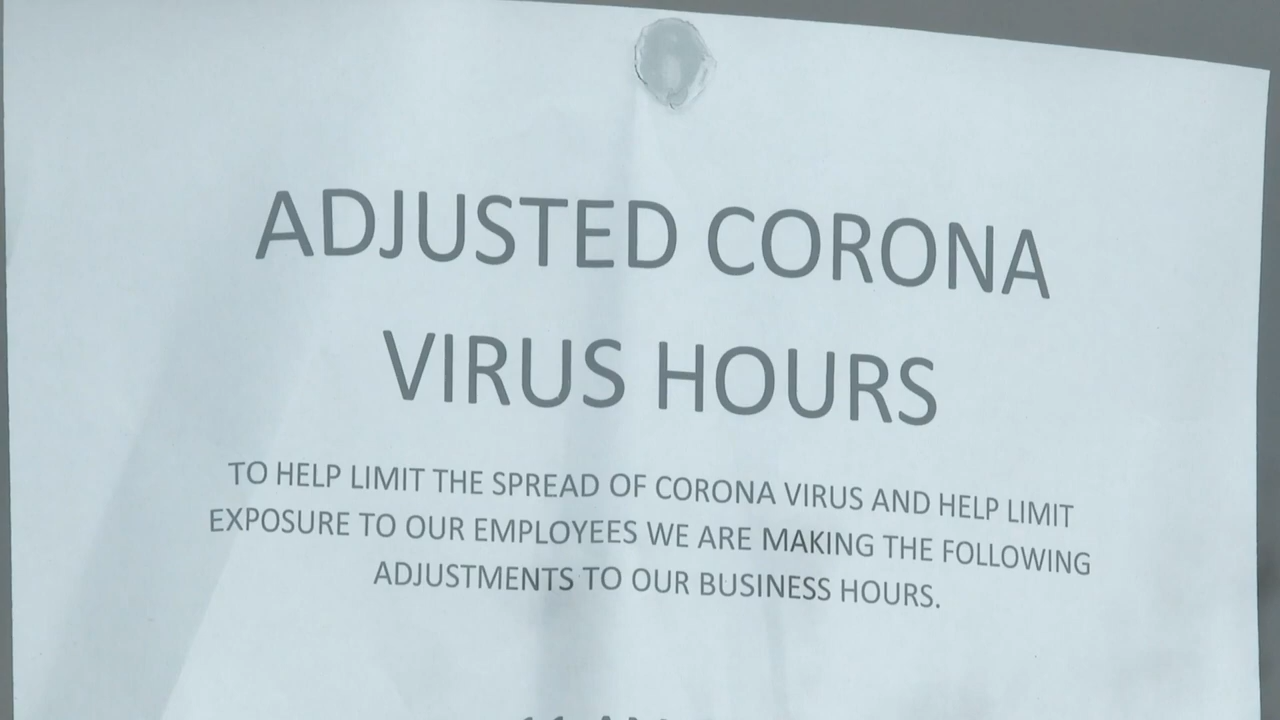 ADJUSTED CORONA
VIRUS HOURS
TO HELP LIMIT THE SPREAD OF CORONA VIRUS AND HELP LIMIT
EXPOSURE TO OUR EMPLOYEES WE ARE MAKING THE FOLLOWING
ADJUSTMENTS TO OUR BUSINESS HOURS.